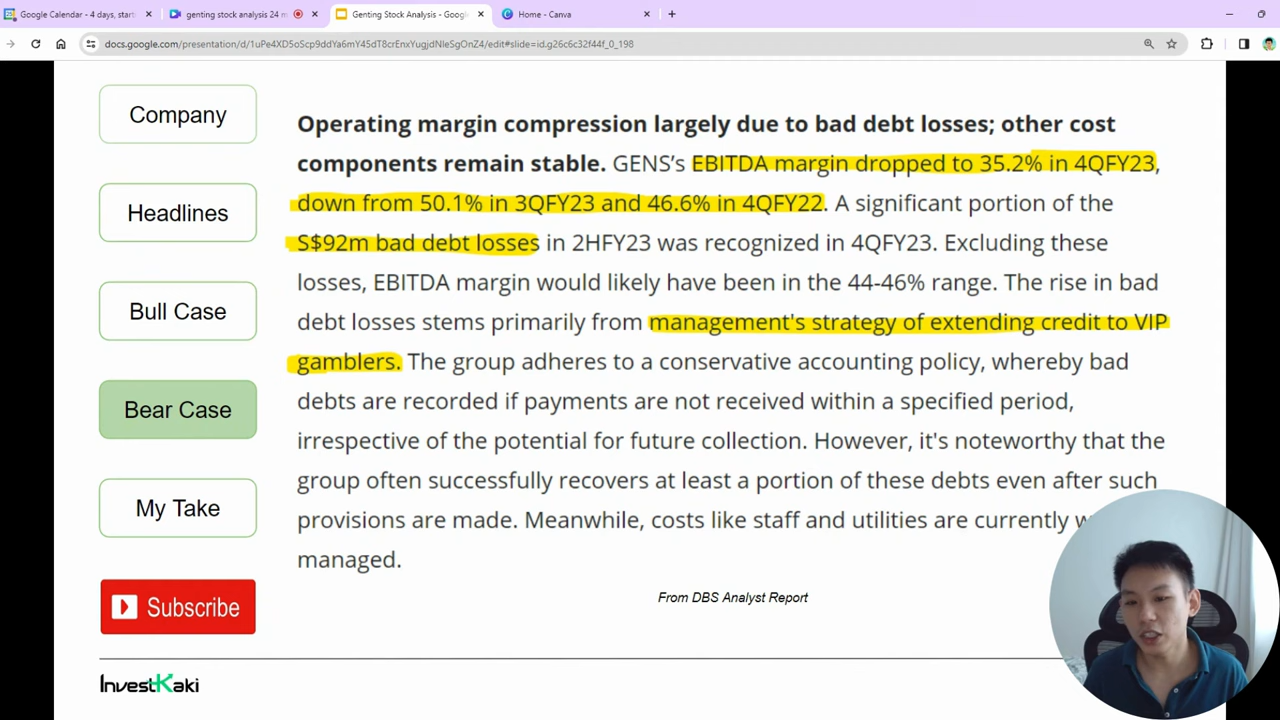 Google Calendar - 4 days, star
genting stock analysis 24 m
Genting Stock Analysis - Goog
Home - Canva
docs.google.com/presentation/d/1uPe4XD5oScp9ddYa6mY45dT8crEnxYugjdNleSgOnZ4/edit#slide=id.g26c6c32f44f_0_198
Company
Headlines
Bull Case
Bear Case
My Take
Subscribe
Operating margin compression largely due to bad debt losses; other cost
components remain stable. GENS's EBITDA margin dropped to 35.2% in 4QFY23,
down from 50.1% in 3QFY23 and 46.6% in 4QFY22. A significant portion of the
S$92m bad debt losses in 2HFY23 was recognized in 4QFY23. Excluding these
losses, EBITDA margin would likely have been in the 44-46% range. The rise in bad
debt losses stems primarily from management's strategy of extending credit to VIP
gamblers. The group adheres to a conservative accounting policy, whereby bad
debts are recorded if payments are not received within a specified period,
irrespective of the potential for future collection. However, it's noteworthy that the
group often successfully recovers at least a portion of these debts even after such
provisions are made. Meanwhile, costs like staff and utilities are currently
managed.
From DBS Analyst Report
InvestKaki